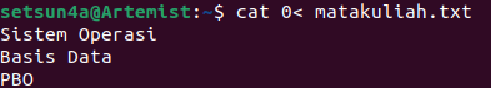 setsun4a@Artemist:~$ cat 0< matakuliah.txt
Sistem Operasi
Basis Data
PBO